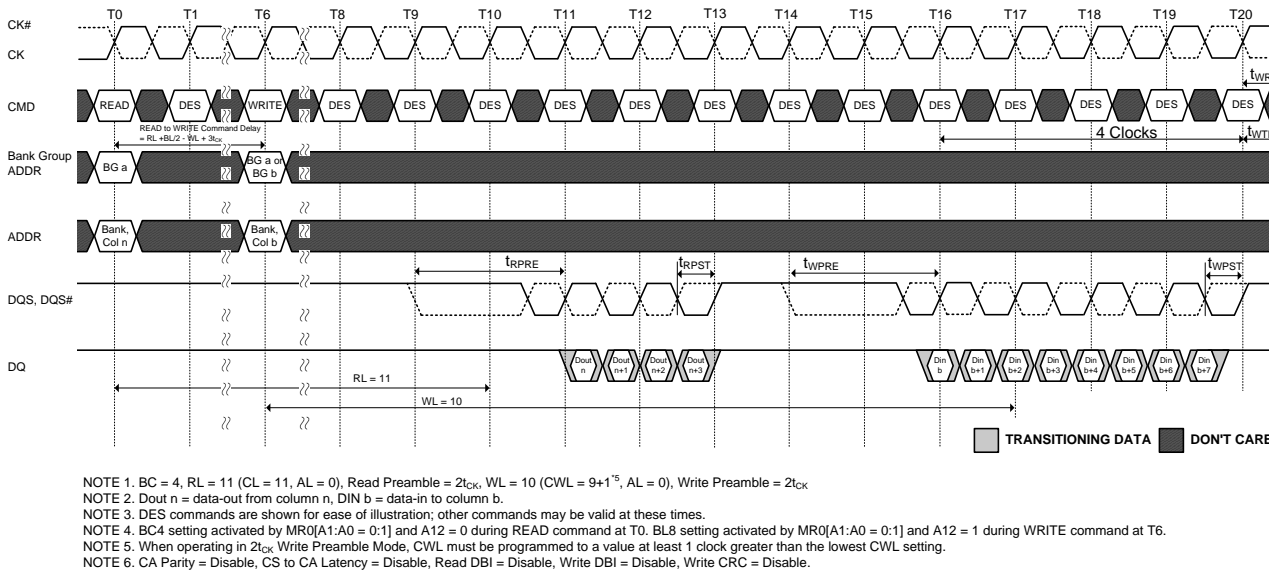 T0 T1 T6 T8 T9 T10 T11 T12 T13 T14 T15 T16 T17 T18 T19 T20
CK#
CK
tWR
CMD READ DES WRITE DES DES DES DES DES DES DES DES DES DES DES DES DES
READ to WRITE Command Delay
= RL +BL/2 - WL + 3tCK
4 Clocks tWT
Bank Group
ADDR
BG a
BG a or
BG b
ADDR
Bank,
Col n
Bank,
Col b
tRPRE tRPST tWPRE tWPST
DQS, DQS#
DQ
Dout
n
Dout
n+1
Dout
n+2
Dout
n+3
Din
b
Din
b+1
Din
b+2
Din
b+3
Din
b+4
Din
b+5
Din
b+6
Din
b+7
RL = 11
WL = 10
TRANSITIONING DATA DON'T CARE
NOTE 1. BC = 4, RL = 11 (CL = 11, AL = 0), Read Preamble = 2tCK, WL = 10 (CWL = 9+1*5, AL = 0), Write Preamble = 2tCK
NOTE 2. Dout n = data-out from column n, DIN b = data-in to column b.
NOTE 3. DES commands are shown for ease of illustration; other commands may be valid at these times.
NOTE 4. BC4 setting activated by MR0[A1:A0 = 0:1] and A12 = 0 during READ command at T0. BL8 setting activated by MR0[A1:A0 = 0:1] and A12 = 1 during WRITE command at T6.
NOTE 5. When operating in 2tCK Write Preamble Mode, CWL must be programmed to a value at least 1 clock greater than the lowest CWL setting.
NOTE 6. CA Parity = Disable, CS to CA Latency = Disable, Read DBI = Disable, Write DBI = Disable, Write CRC = Disable.